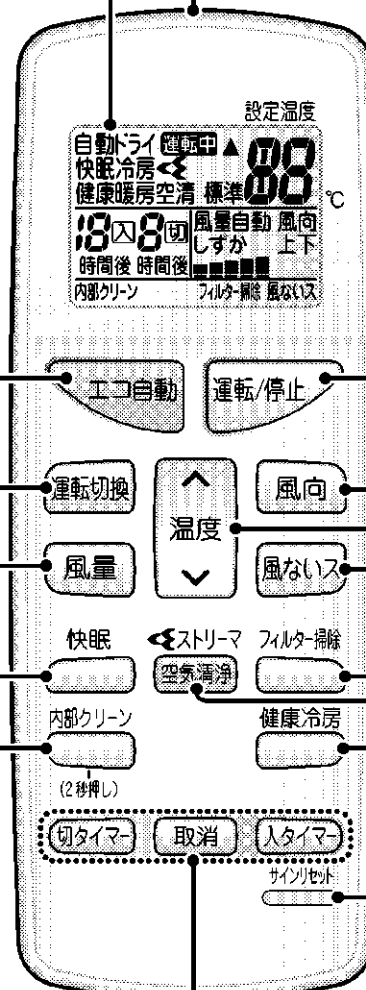 設定温度
自動ドライ 運転中 ▲ 88
快眠冷房
健康暖房空清 標準 ℃
18入8切 風量自動 風向
しずか 上下
時間後 時間後
内部クリーン フィルター掃除 風ないス
エコ自動 運転/停止
運転切換 風向
温度
風量 風ないス
快眠 ストリーマ フィルター掃除
空気清浄
内部クリーン 健康冷房
(2秒押し)
切タイマー 取消 入タイマー
サインリセット